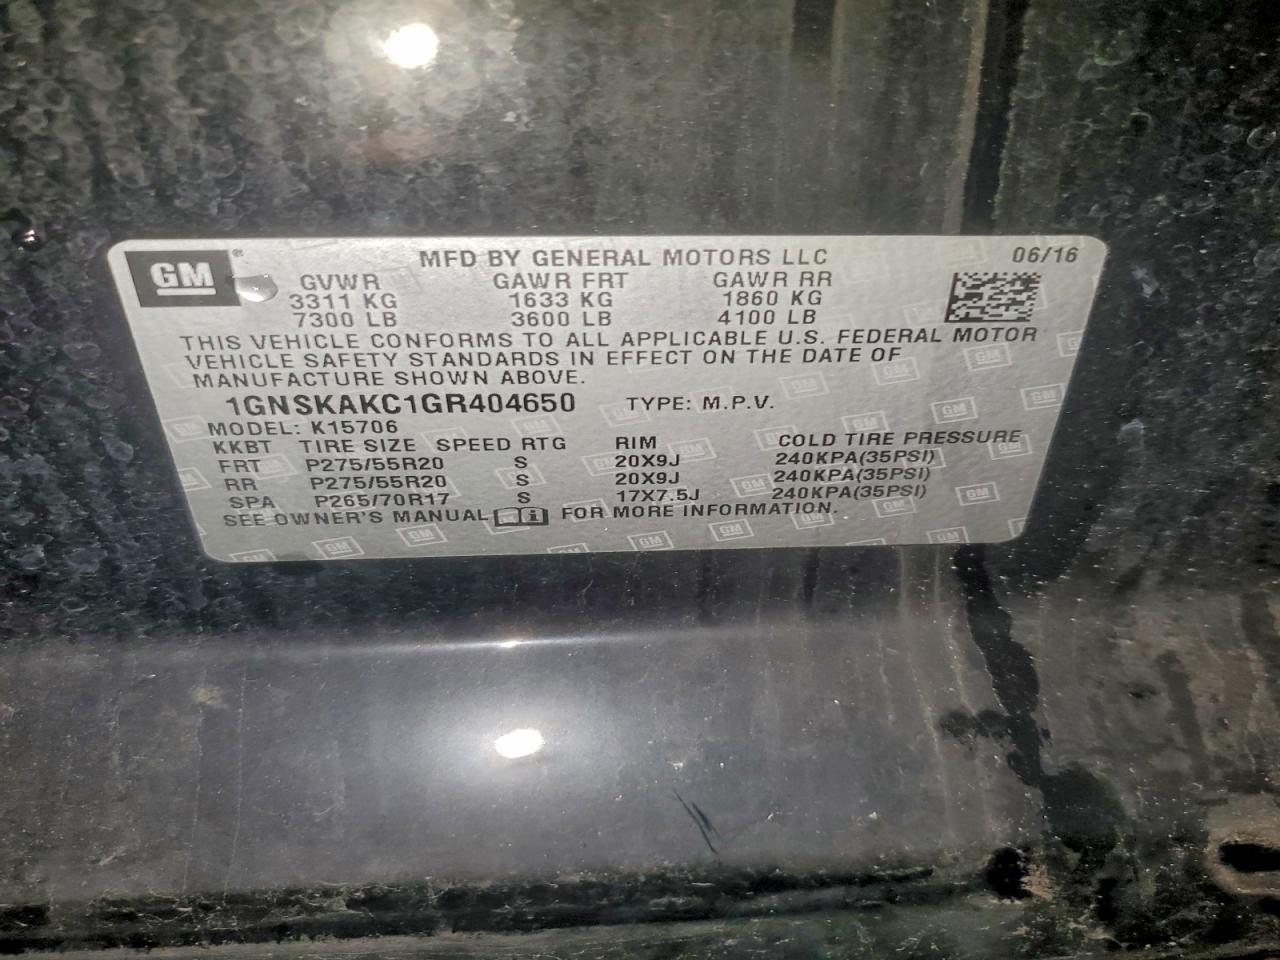 GM® MFD BY GENERAL MOTORS LLC 06/16
GVWR GAWR FRT GAWR RR
3311 KG 1633 KG 1860 KG
7300 LB 3600 LB 4100 LB
THIS VEHICLE CONFORMS TO ALL APPLICABLE U.S. FEDERAL MOTOR
VEHICLE SAFETY STANDARDS IN EFFECT ON THE DATE OF
MANUFACTURE SHOWN ABOVE.
1GNSKAKC1GR404650 TYPE: M.P.V.
MODEL: K15706
KKBT TIRE SIZE SPEED RTG RIM COLD TIRE PRESSURE
FRT P275/55R20 S 20X9J 240KPA(35PSI)
RR P275/55R20 S 20X9J 240KPA(35PSI)
SPA P265/70R17 S 17X7.5J 240KPA(35PSI)
SEE OWNER'S MANUAL FOR MORE INFORMATION.